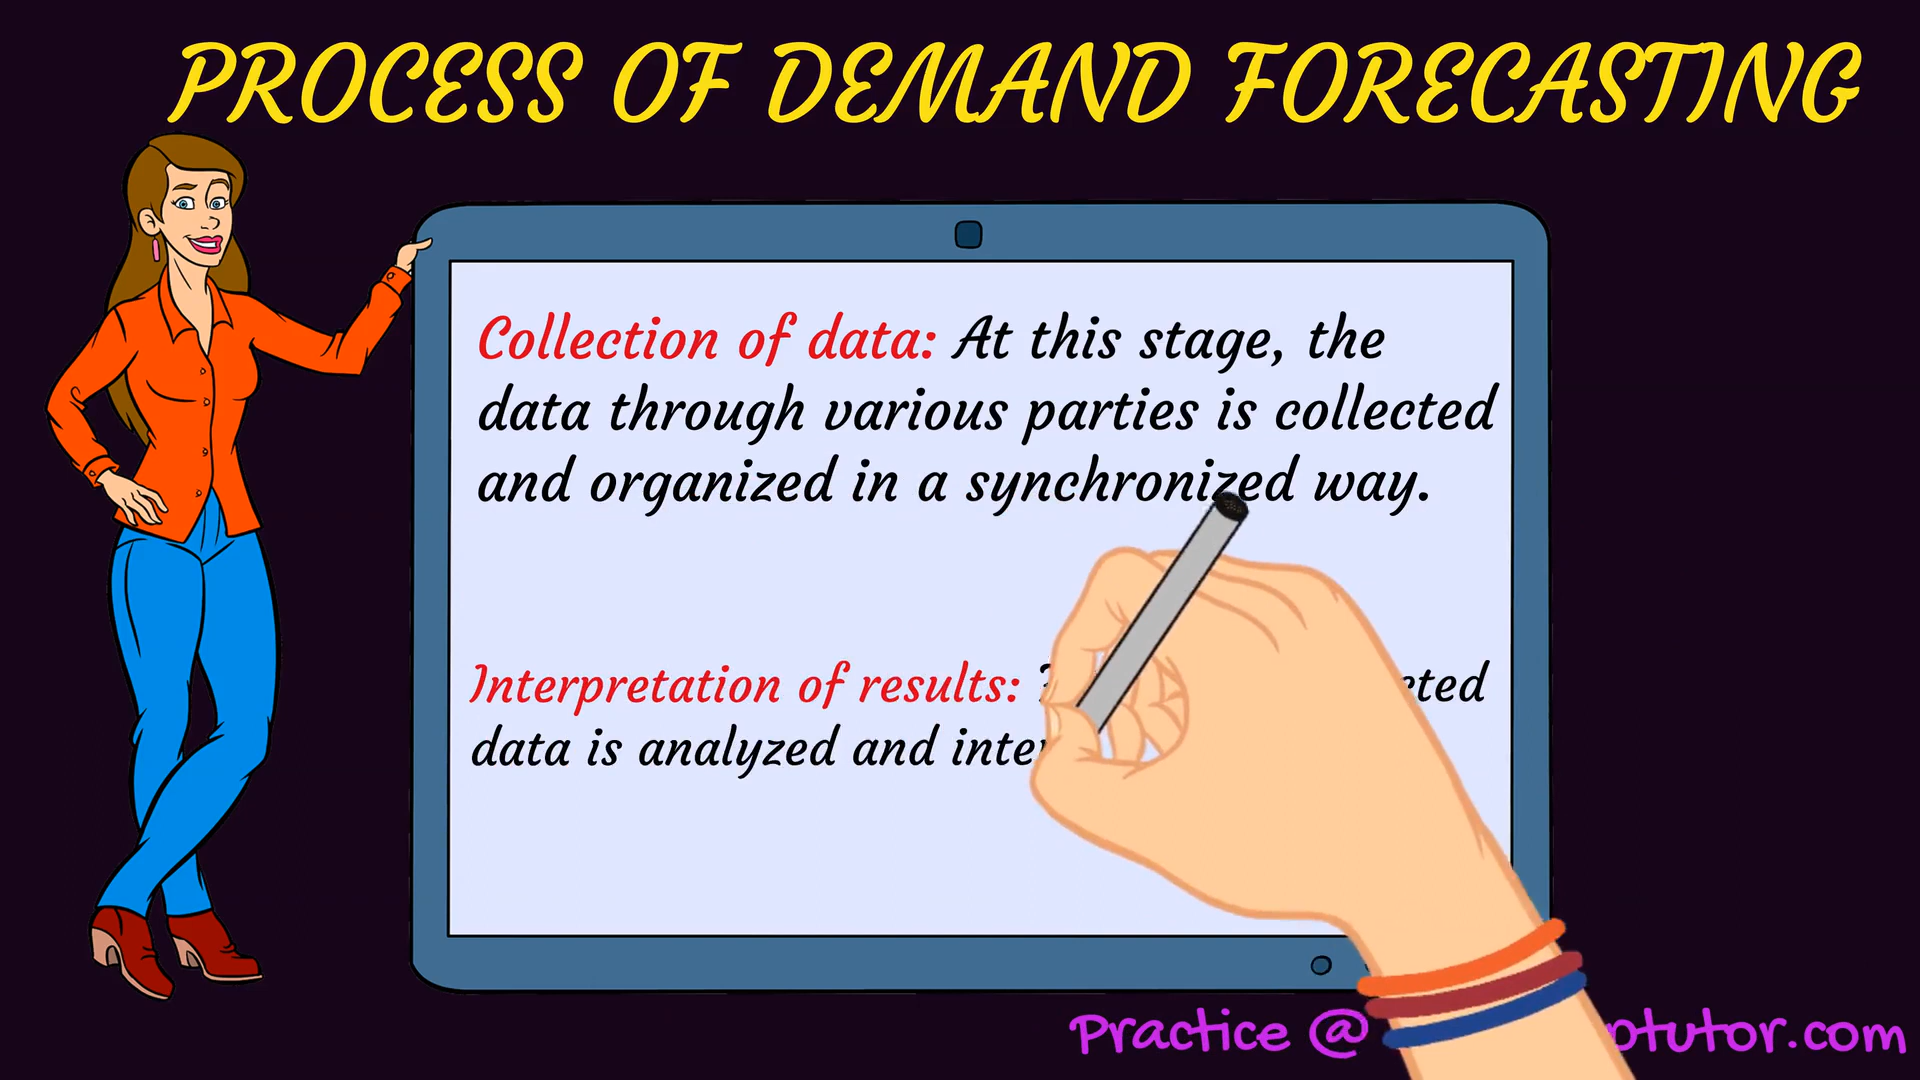 PROCESS OF DEMAND FORECASTING
Collection of data: At this stage, the
data through various parties is collected
and organized in a synchronized way.
Interpretation of results:
data is analyzed and
Practice @